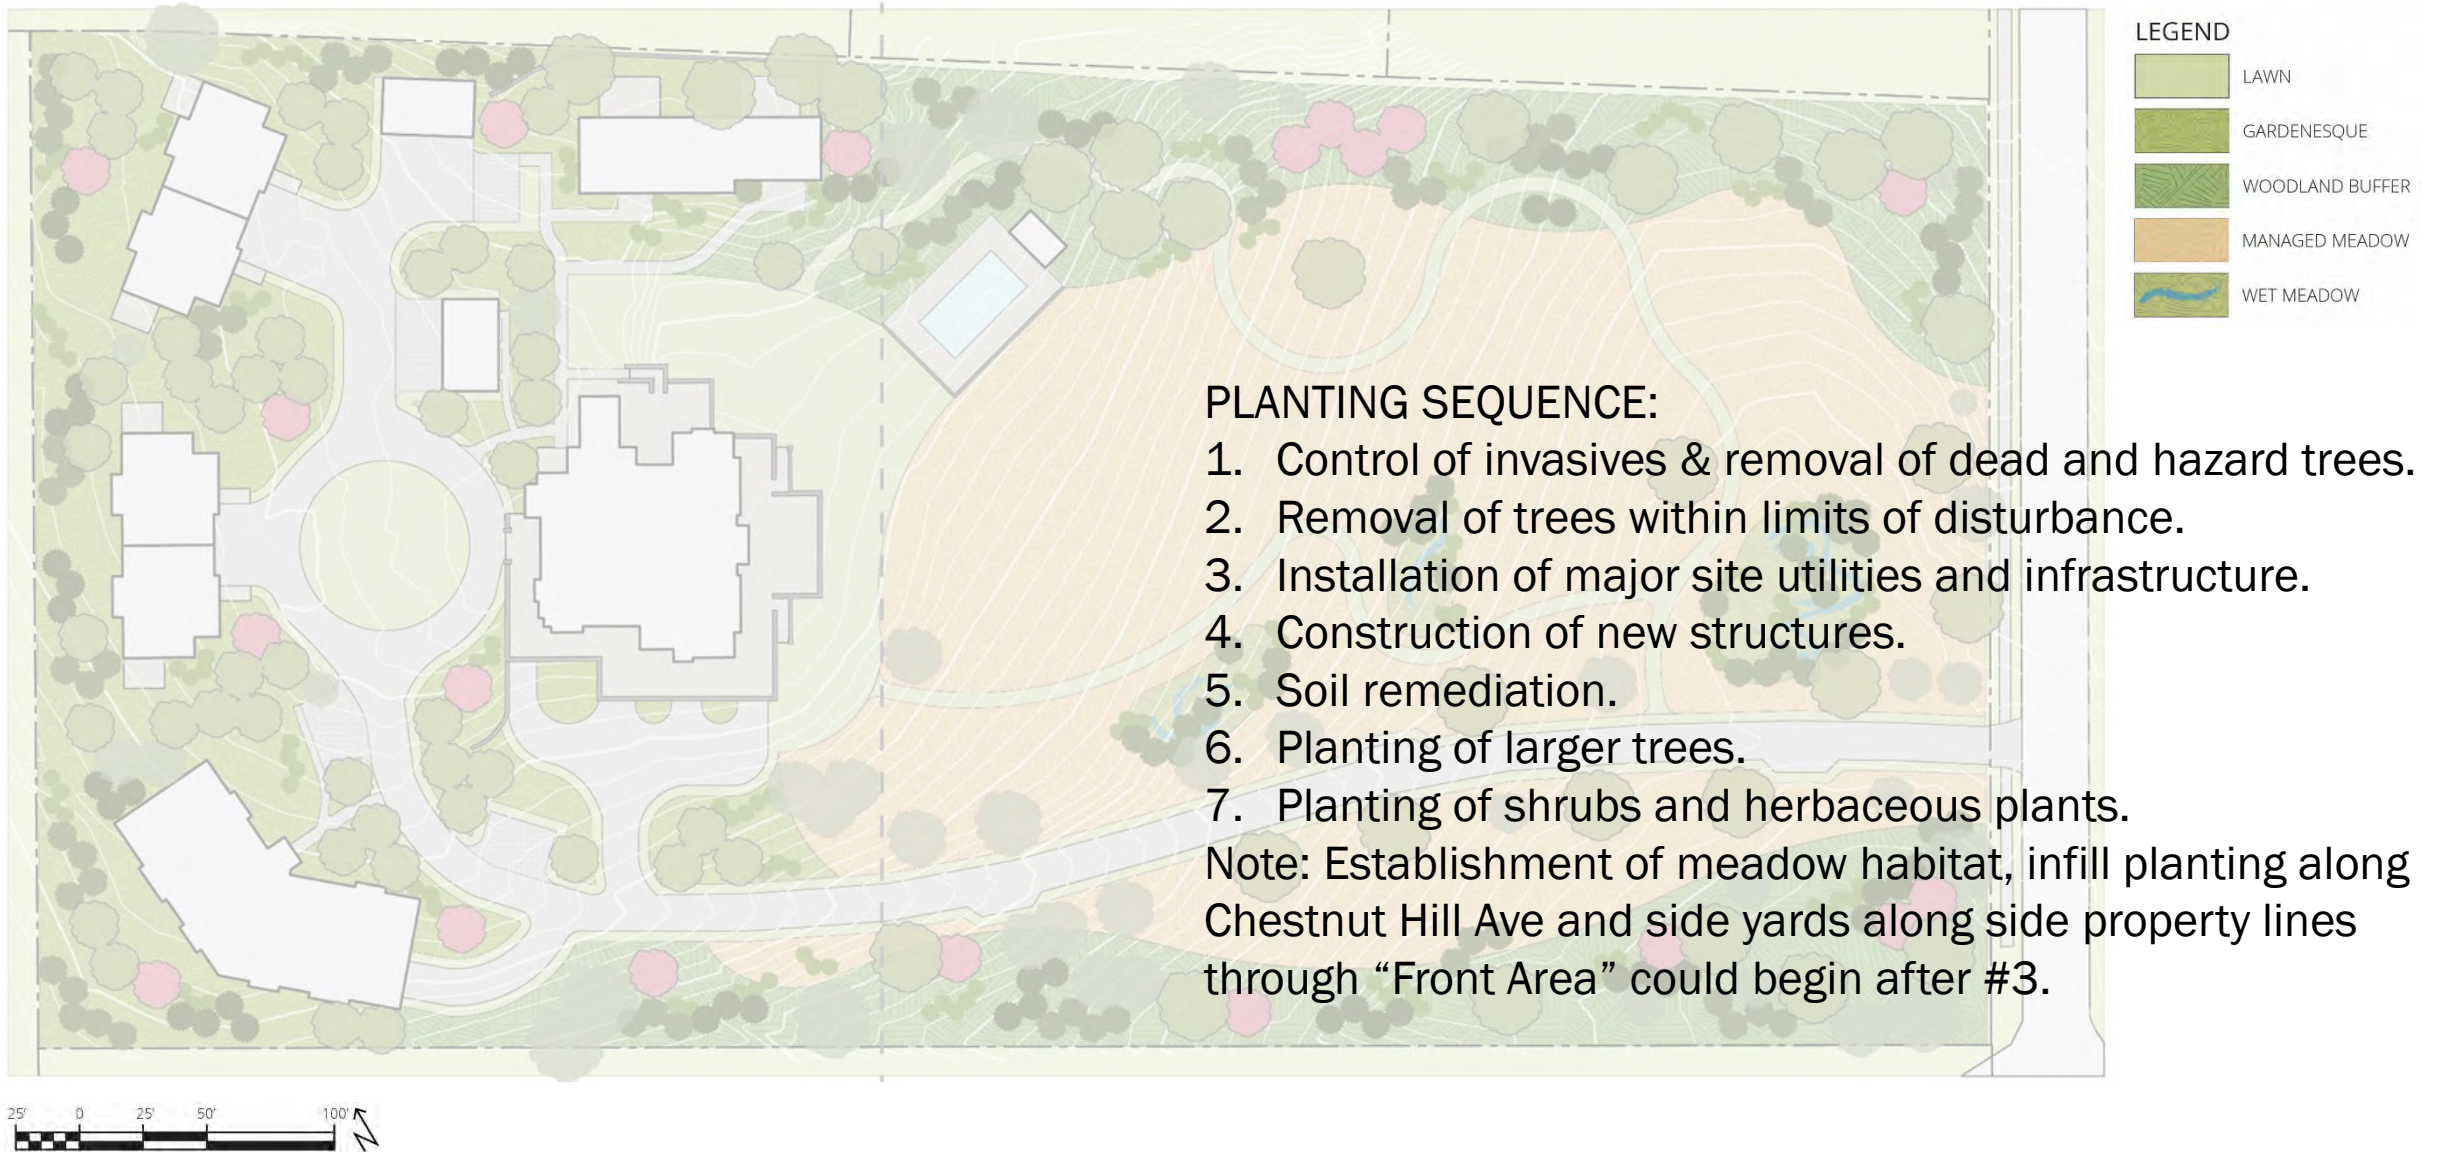 LEGEND
LAWN
GARDENESQUE
WOODLAND BUFFER
MANAGED MEADOW
WET MEADOW
PLANTING SEQUENCE:
1. Control of invasives & removal of dead and hazard trees.
2. Removal of trees within limits of disturbance.
3. Installation of major site utilities and infrastructure.
4. Construction of new structures.
5. Soil remediation.
6. Planting of larger trees.
7. Planting of shrubs and herbaceous plants.
Note: Establishment of meadow habitat, infill planting along
Chestnut Hill Ave and side yards along side property lines
through “Front Area” could begin after #3.
25' 0 25' 50' 100' N